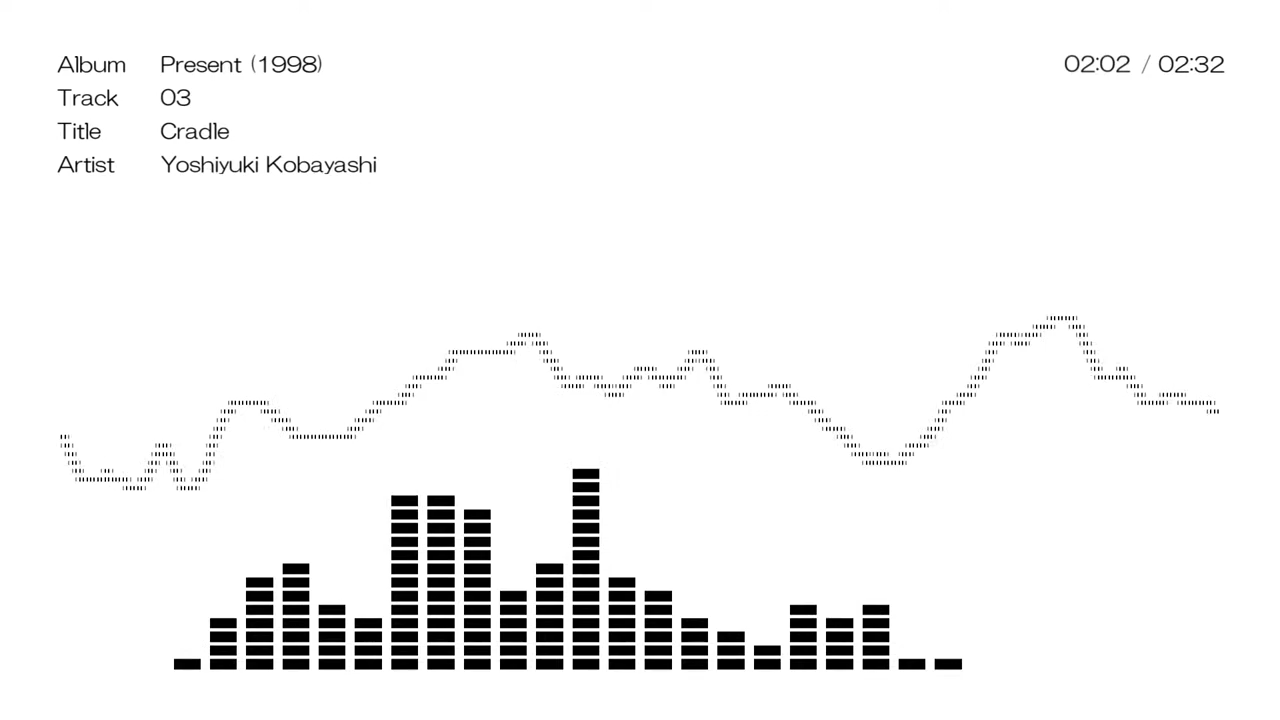 Album Present (1998)
02:02 / 02:32
Track 03
Title Cradle
Artist Yoshiyuki Kobayashi